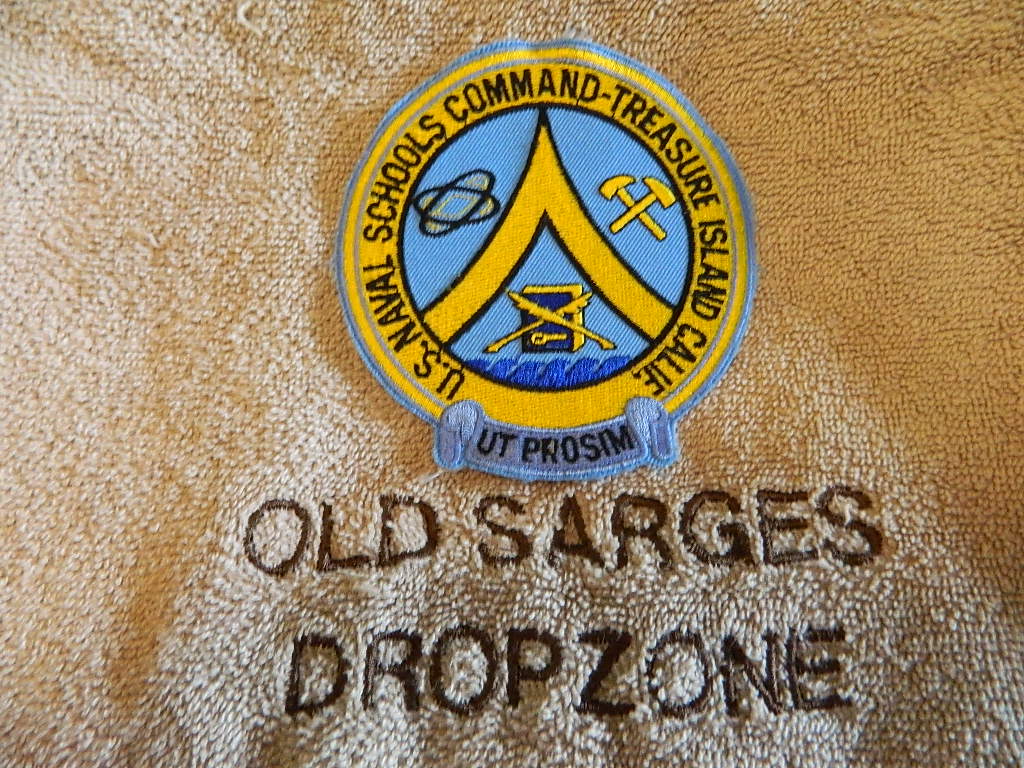 U.S. NAVAL SCHOOLS COMMAND-TREASURE ISLAND CALIF.
UT PROSIM
OLD SARGES
DROPZONE